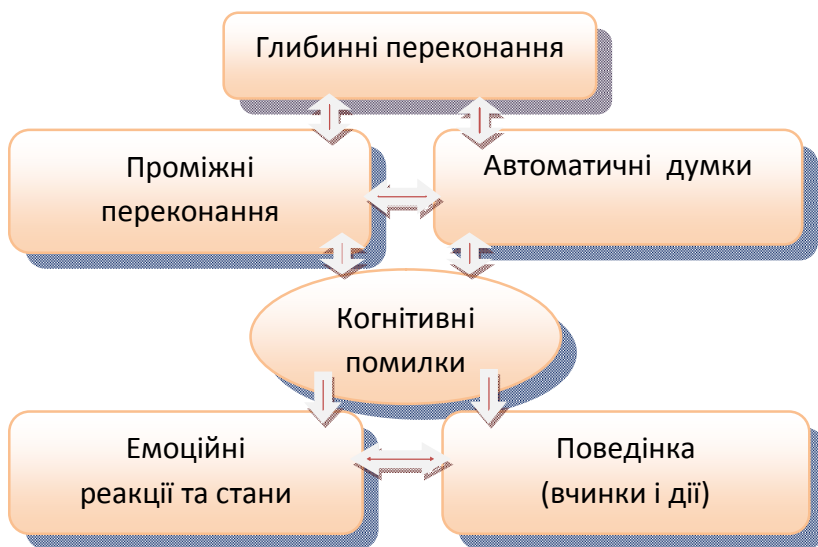 Глибинні переконання
Проміжні
переконання
Автоматичні думки
Когнітивні
помилки
Емоційні
реакції та стани
Поведінка
(вчинки і дії)